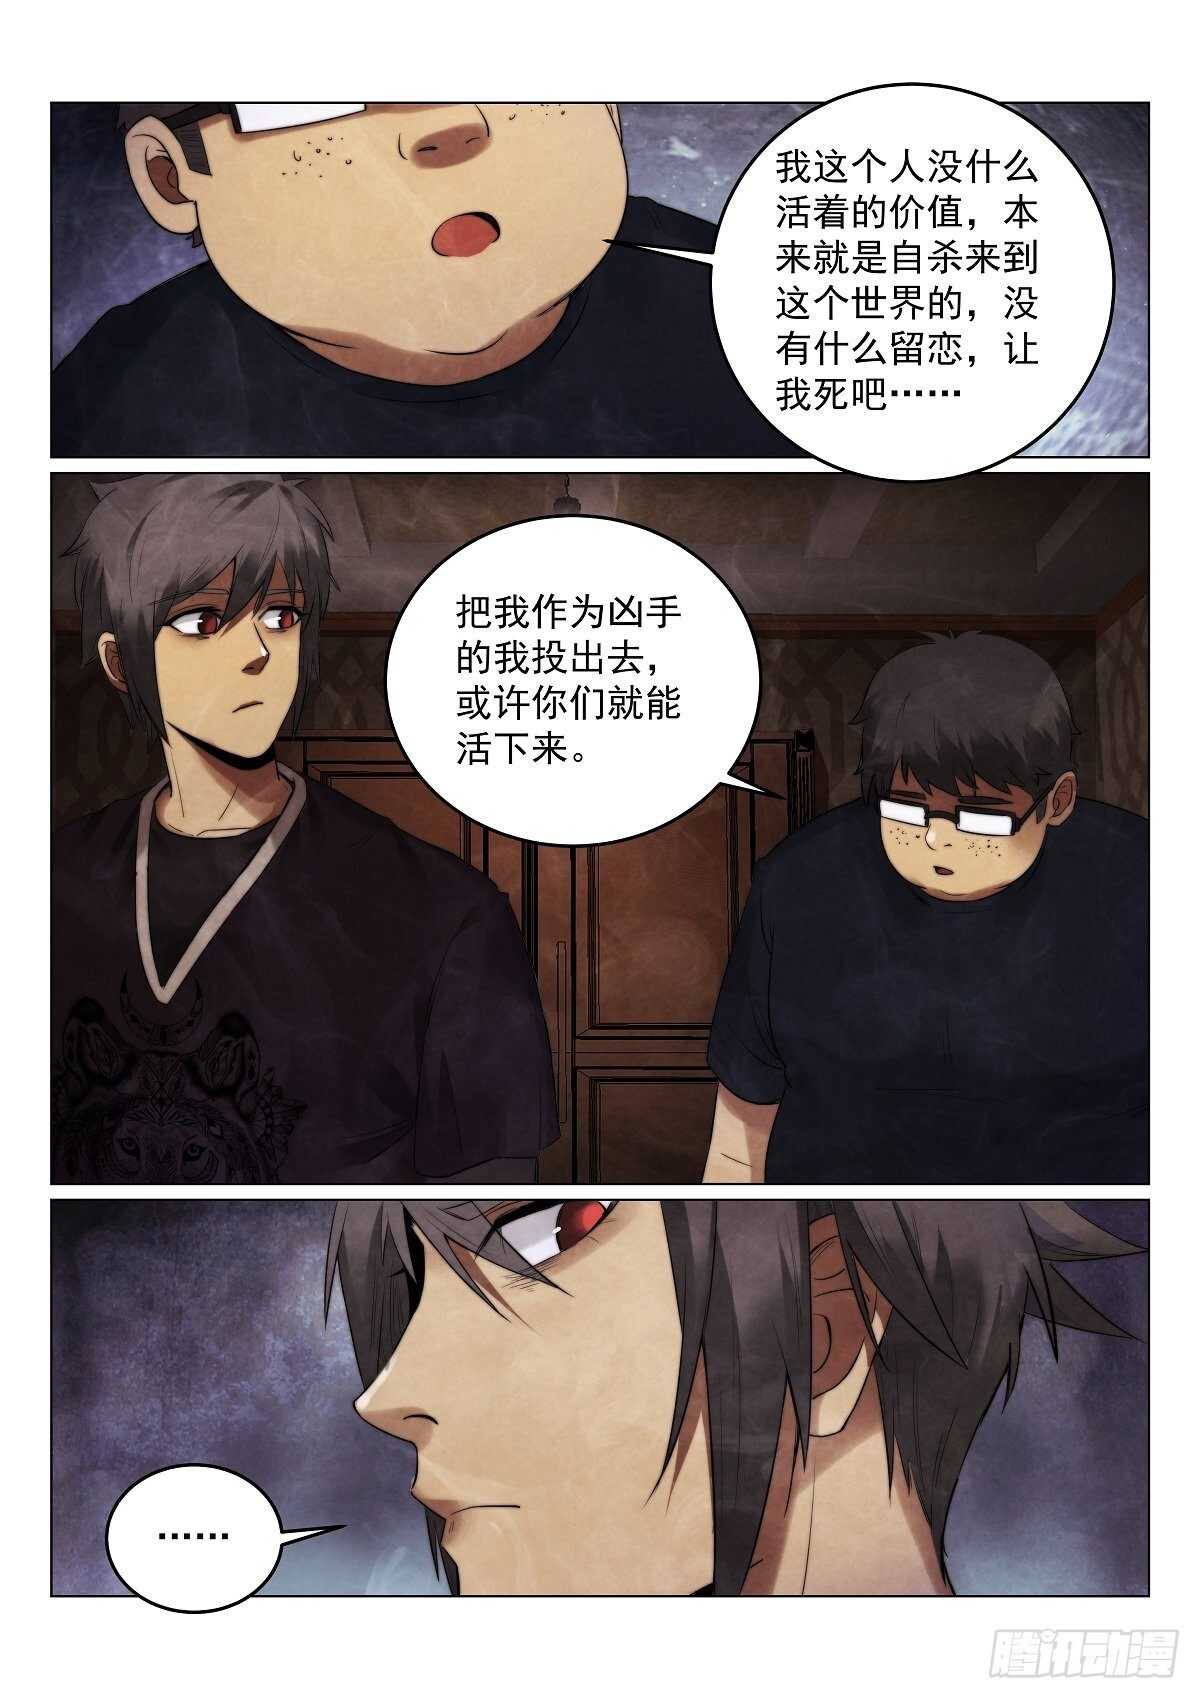 我这个人没什么
活着的价值，本
来就是自杀来到
这个世界的，没
有什么留恋，让
我死吧……
把我作为凶手
的我投出去，
或许你们就能
活下来。
……
腾讯动漫